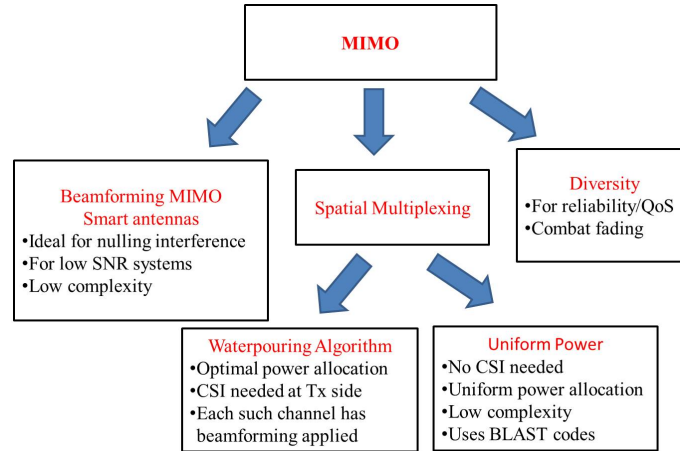 MIMO
Beamforming MIMO
Smart antennas
•Ideal for nulling interference
•For low SNR systems
•Low complexity
Spatial Multiplexing
Diversity
•For reliability/QoS
•Combat fading
Waterpouring Algorithm
•Optimal power allocation
•CSI needed at Tx side
•Each such channel has
beamforming applied
Uniform Power
•No CSI needed
•Uniform power allocation
•Low complexity
•Uses BLAST codes